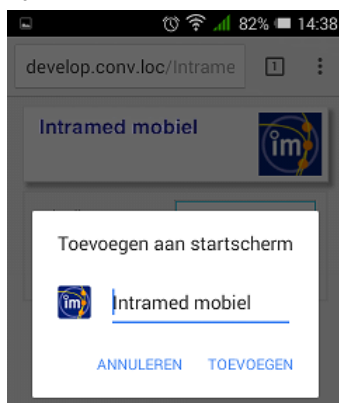 82% 14:38
develop.conv.loc/Intrame 1
Intramed mobiel
im
Toevoegen aan startscherm
im Intramed mobiel
ANNULEREN TOEVOEGEN